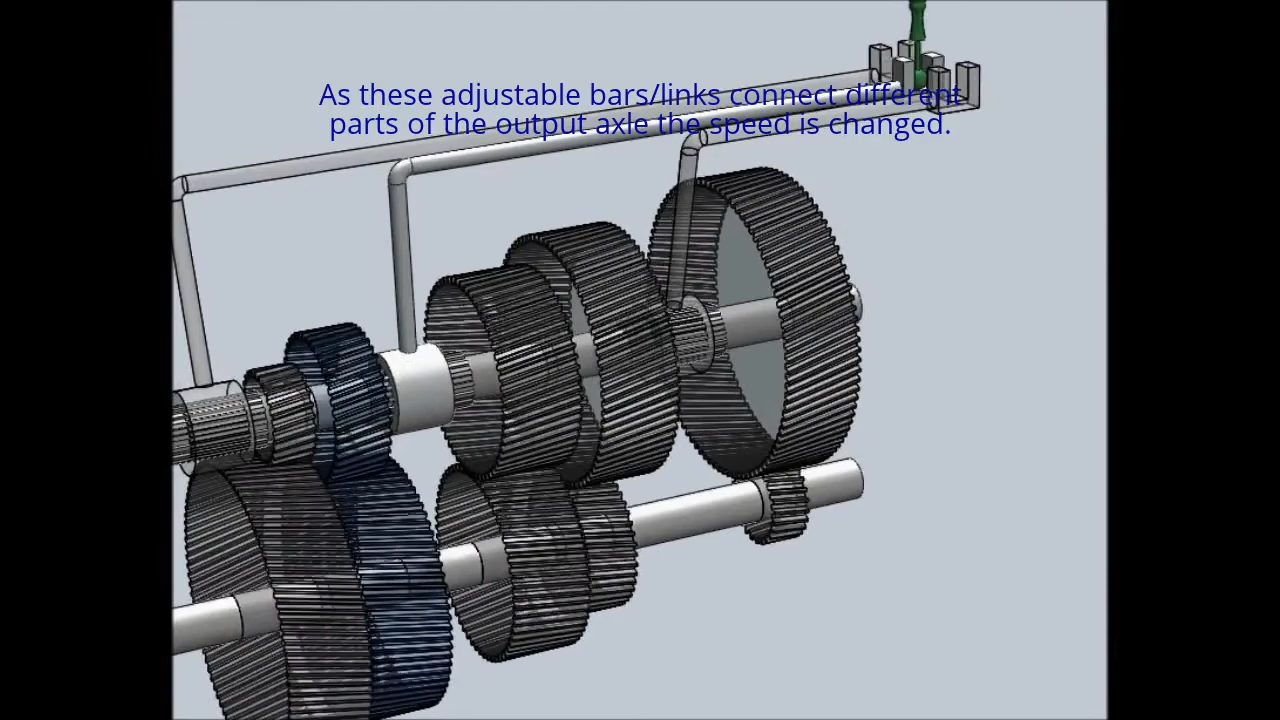 As these adjustable bars/links connect different
parts of the output axle the speed is changed.